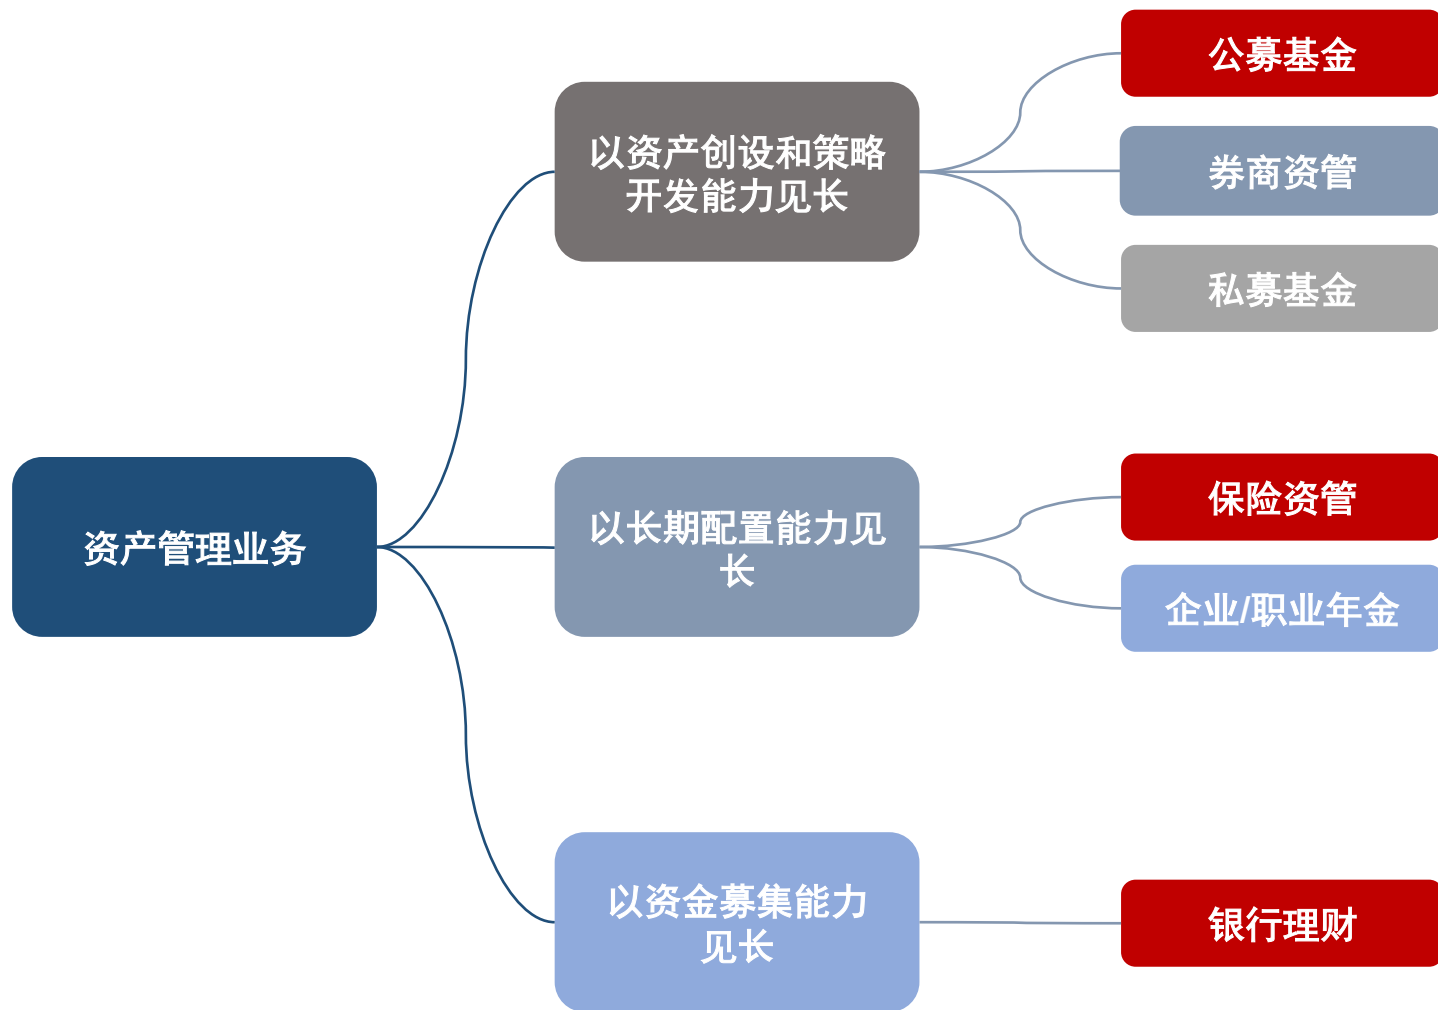 公募基金
以资产创设和策略
开发能力见长
券商资管
私募基金
资产管理业务
以长期配置能力见
长
保险资管
企业/职业年金
以资金募集能力
见长
银行理财